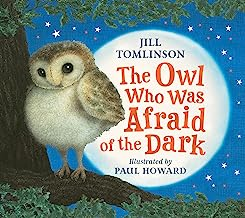 JILL
TOMLINSON
The Owl
Who Was
Afraid
of the Dark
Illustrated by
PAUL HOWARD